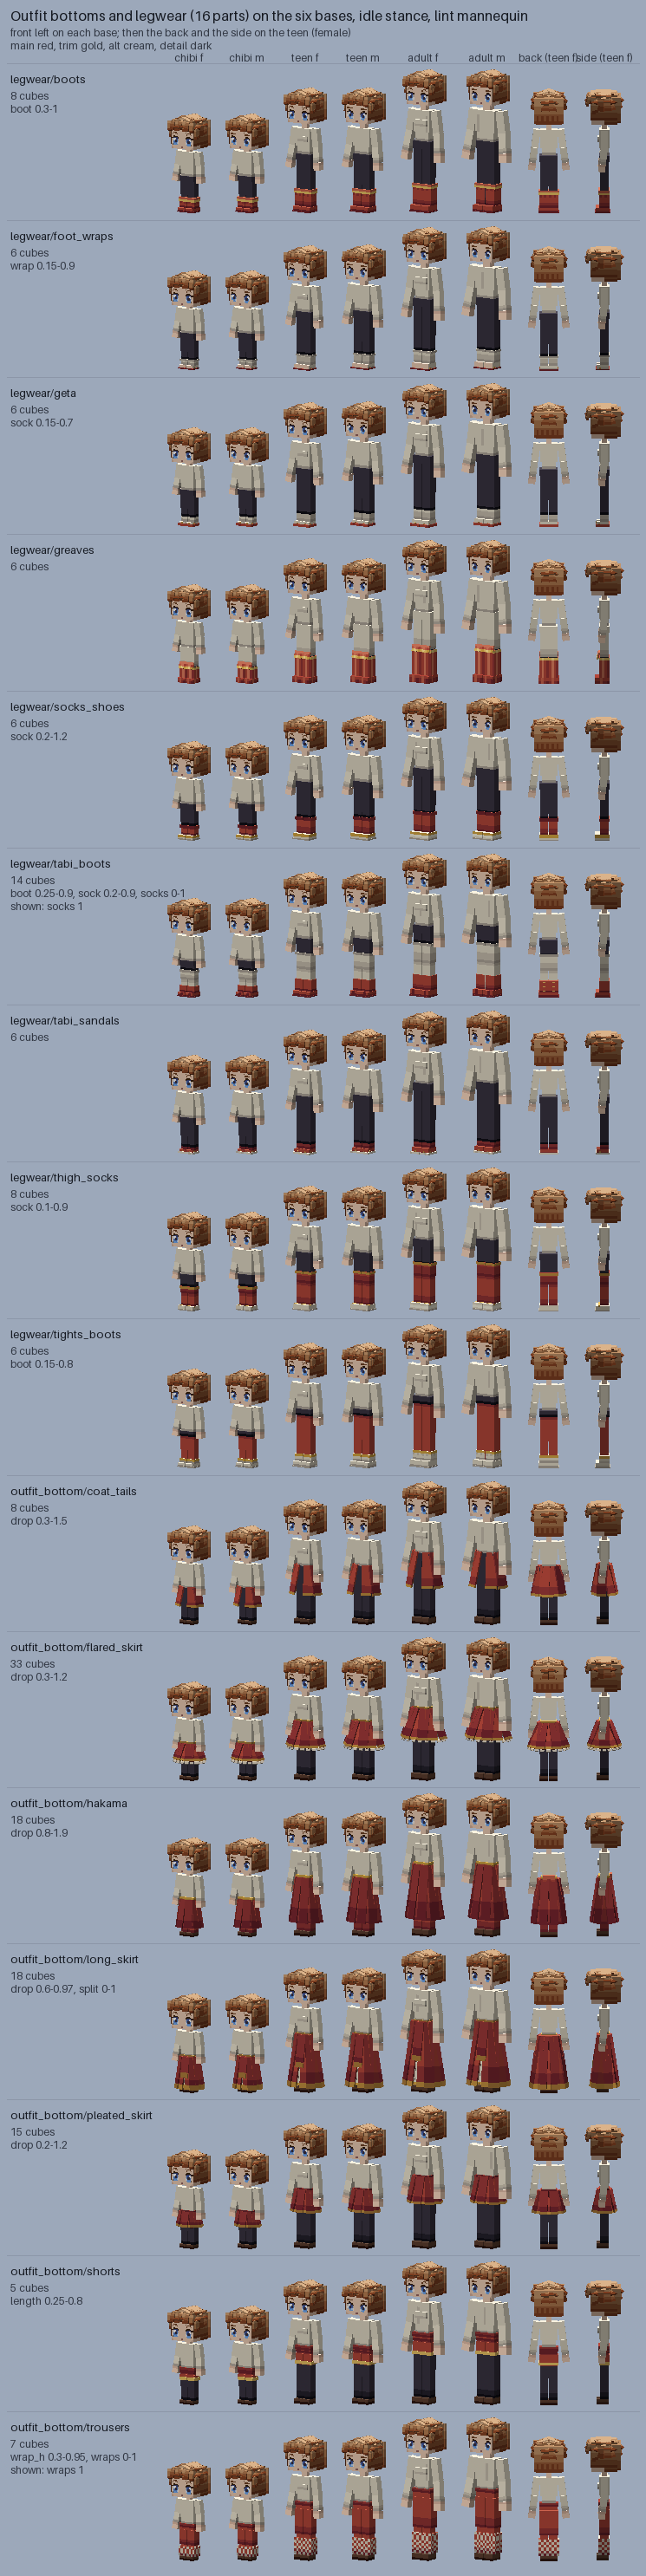 Outfit bottoms and legwear (16 parts) on the six bases, idle stance, lint mannequin
front left on each base; then the back and the side on the teen (female)
main red, trim gold, alt cream, detail dark
chibi f chibi m teen f teen m adult f adult m back (teen f) side (teen f)
legwear/boots
8 cubes
boot 0.3-1
legwear/foot_wraps
6 cubes
wrap 0.15-0.9
legwear/geta
6 cubes
sock 0.15-0.7
legwear/greaves
6 cubes
legwear/socks_shoes
6 cubes
sock 0.2-1.2
legwear/tabi_boots
14 cubes
boot 0.25-0.9, sock 0.2-0.9, socks 0-1
shown: socks 1
legwear/tabi_sandals
6 cubes
legwear/thigh_socks
8 cubes
sock 0.1-0.9
legwear/tights_boots
6 cubes
boot 0.15-0.8
outfit_bottom/coat_tails
8 cubes
drop 0.3-1.5
outfit_bottom/flared_skirt
33 cubes
drop 0.3-1.2
outfit_bottom/hakama
18 cubes
drop 0.8-1.9
outfit_bottom/long_skirt
18 cubes
drop 0.6-0.97, split 0-1
outfit_bottom/pleated_skirt
15 cubes
drop 0.2-1.2
outfit_bottom/shorts
5 cubes
length 0.25-0.8
outfit_bottom/trousers
7 cubes
wrap_h 0.3-0.95, wraps 0-1
shown: wraps 1